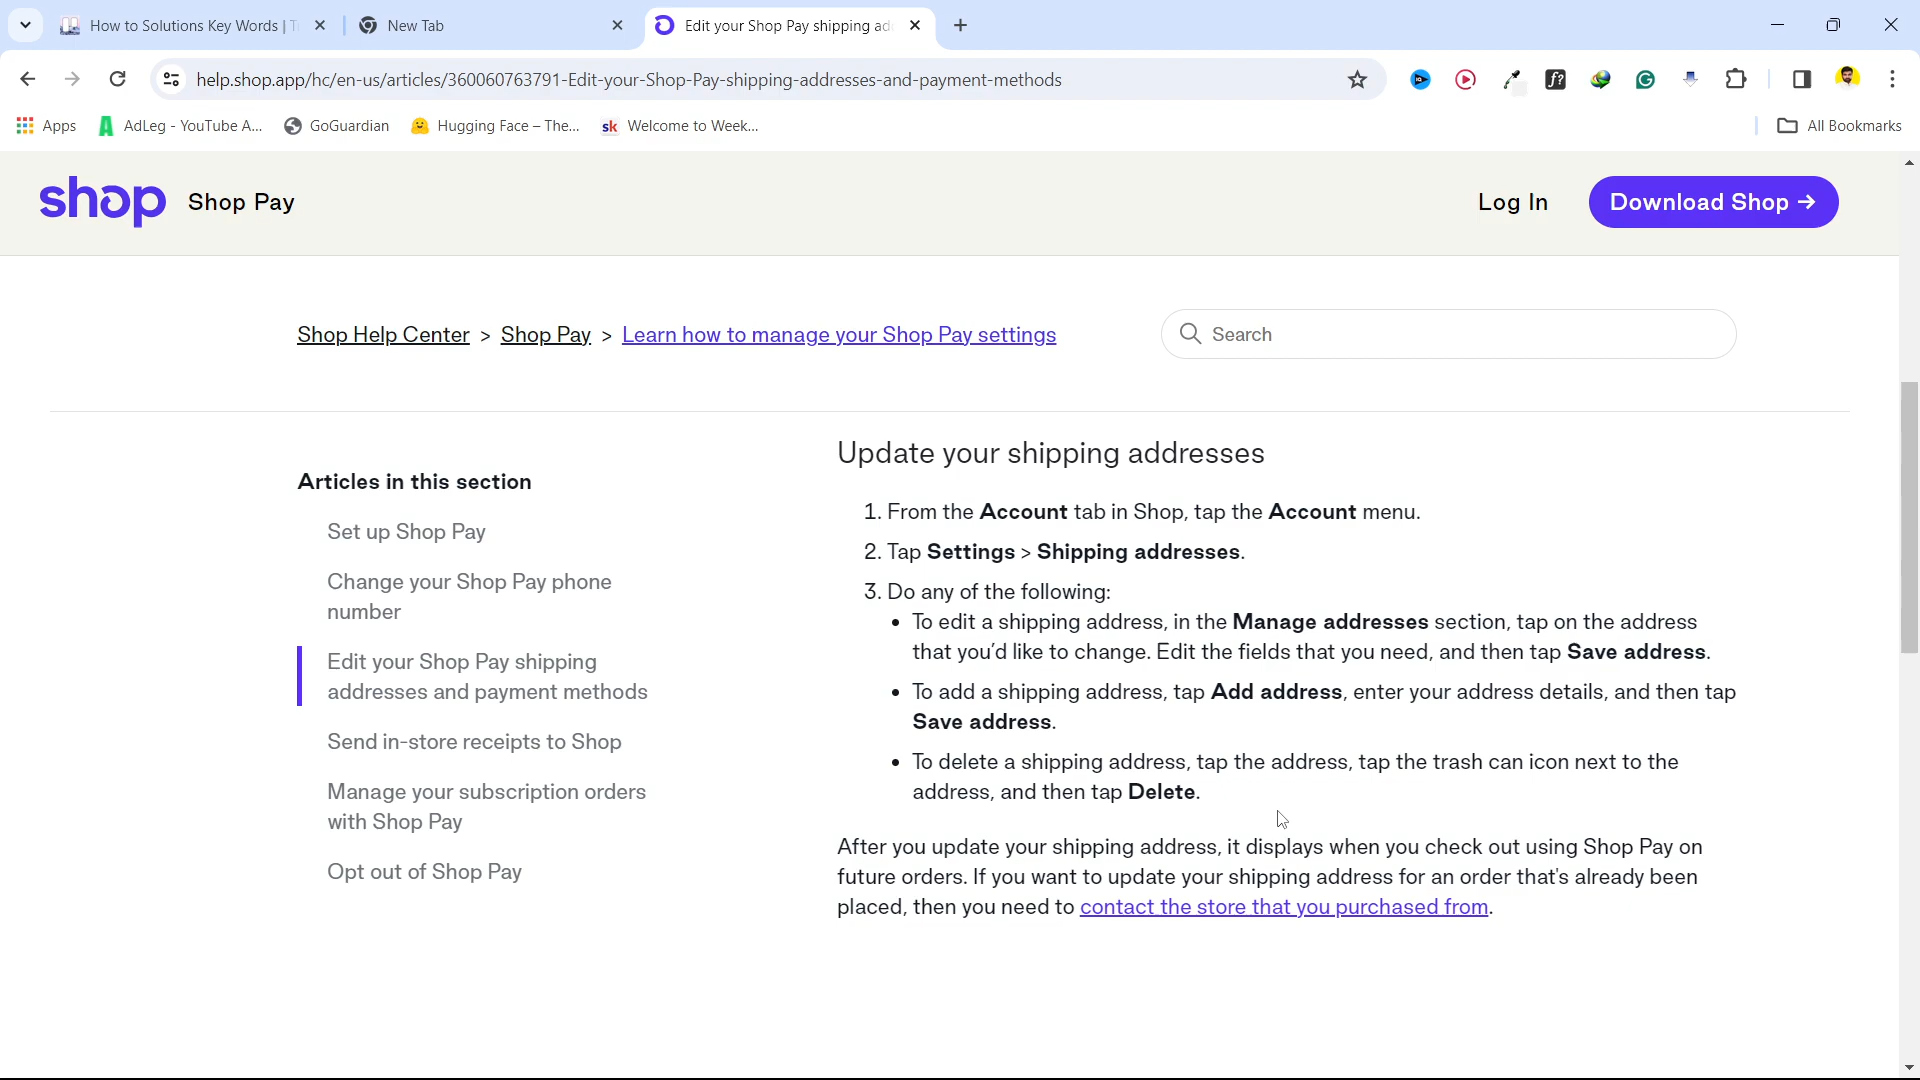 How to Solutions Key Words | T
New Tab
Edit your Shop Pay shipping ad
help.shop.app/hc/en-us/articles/360060763791-Edit-your-Shop-Pay-shipping-addresses-and-payment-methods
Apps
AdLeg - YouTube A...
GoGuardian
Hugging Face – The...
sk
Welcome to Week...
All Bookmarks
shop
Shop Pay
Log In
Download Shop →
Shop Help Center > Shop Pay > Learn how to manage your Shop Pay settings
Search
Articles in this section
Set up Shop Pay
Change your Shop Pay phone
number
Edit your Shop Pay shipping
addresses and payment methods
Send in-store receipts to Shop
Manage your subscription orders
with Shop Pay
Opt out of Shop Pay
Update your shipping addresses
1. From the Account tab in Shop, tap the Account menu.
2. Tap Settings > Shipping addresses.
3. Do any of the following:
• To edit a shipping address, in the Manage addresses section, tap on the address
that you'd like to change. Edit the fields that you need, and then tap Save address.
• To add a shipping address, tap Add address, enter your address details, and then tap
Save address.
• To delete a shipping address, tap the address, tap the trash can icon next to the
address, and then tap Delete.
After you update your shipping address, it displays when you check out using Shop Pay on
future orders. If you want to update your shipping address for an order that's already been
placed, then you need to contact the store that you purchased from.